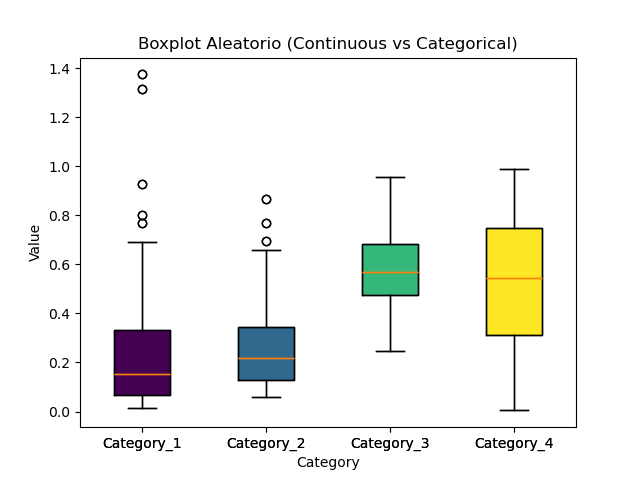 Boxplot Aleatorio (Continuous vs Categorical)
1.4
1.2
1.0
0.8
0.6
0.4
0.2
0.0
Value
Category_1 Category_2 Category_3 Category_4
Category